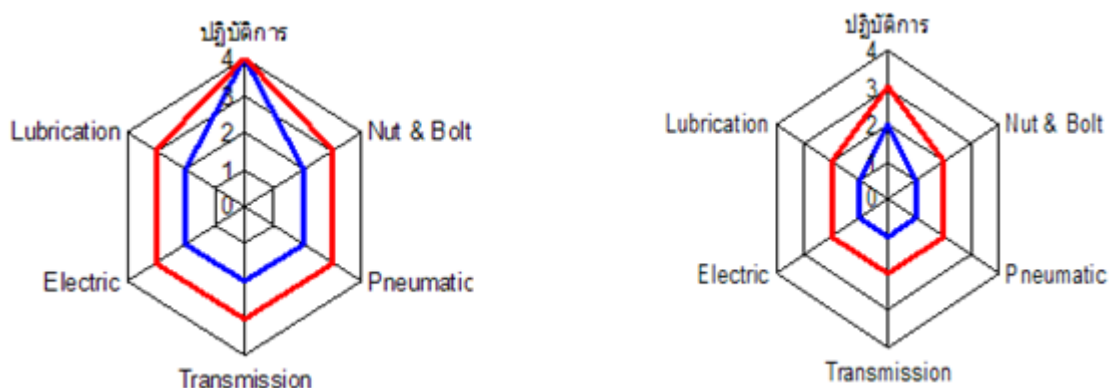 ปฏิบัติการ
4
3
2
1
0
Lubrication
Nut & Bolt
Electric
Pneumatic
Transmission
ปฏิบัติการ
4
3
2
1
0
Lubrication
Nut & Bolt
Electric
Pneumatic
Transmission